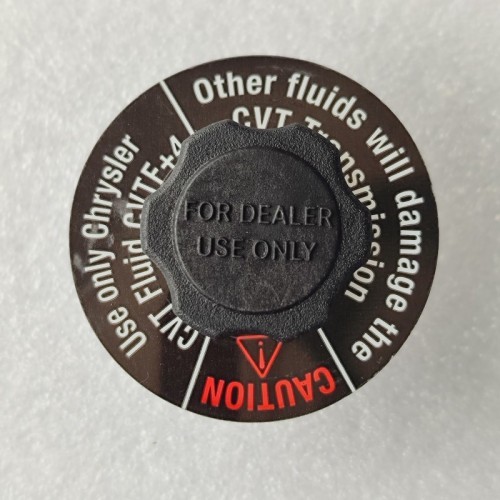 Use only Chrysler
CVT Fluid CVTF+4
Other fluids will damage the
CVT Transmission
CAUTION
FOR DEALER
USE ONLY